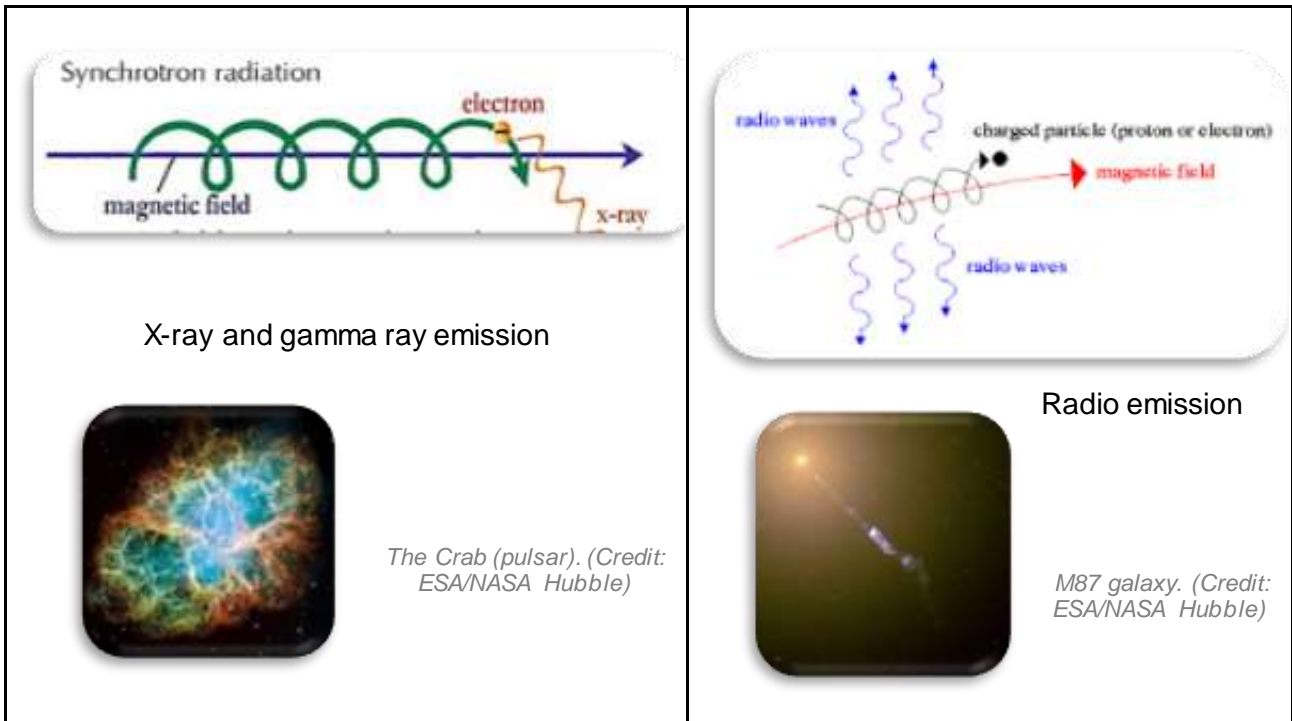 Synchrotron radiation
electron
magnetic field
x-ray
X-ray and gamma ray emission
The Crab (pulsar). (Credit:
ESA/NASA Hubble)
radio waves
charged particle (proton or electron)
magnetic field
radio waves
Radio emission
M87 galaxy. (Credit:
ESA/NASA Hubble)